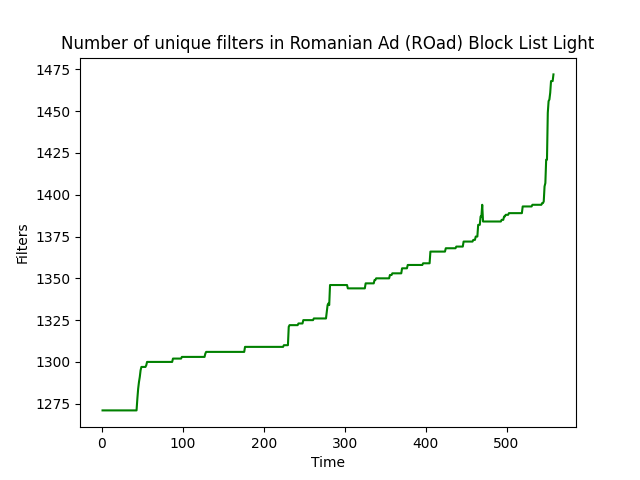 Number of unique filters in Romanian Ad (ROad) Block List Light
1475
1450
1425
1400
1375
1350
1325
1300
1275
Filters
0 100 200 300 400 500
Time